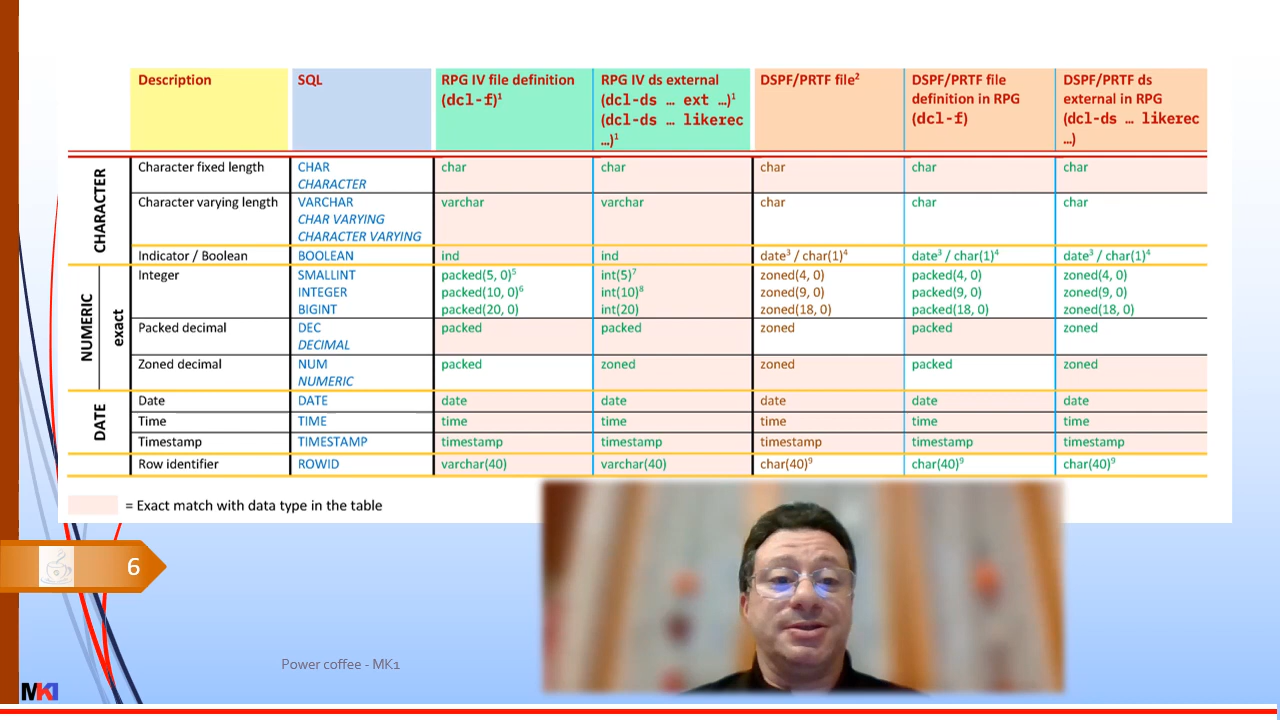 Description SQL RPG IV file definition (dcl-f)¹ RPG IV ds external (dcl-ds … ext …)¹ (dcl-ds … likerec …)¹ DSPF/PRTF file² DSPF/PRTF file definition in RPG (dcl-f) DSPF/PRTF ds external in RPG (dcl-ds … likerec …)
CHARACTER
Character fixed length CHAR char char char char char
CHARACTER
Character varying length VARCHAR varchar varchar char char char
CHAR VARYING
CHARACTER VARYING
Indicator / Boolean BOOLEAN ind ind date³ / char(1)⁴ date³ / char(1)⁴ date³ / char(1)⁴
NUMERIC
exact
Integer SMALLINT packed(5, 0)⁵ int(5)⁷ zoned(4, 0) packed(4, 0) zoned(4, 0)
INTEGER packed(10, 0)⁶ int(10)⁸ zoned(9, 0) packed(9, 0) zoned(9, 0)
BIGINT packed(20, 0) int(20) zoned(18, 0) packed(18, 0) zoned(18, 0)
Packed decimal DEC packed packed zoned packed zoned
DECIMAL
Zoned decimal NUM packed zoned zoned packed zoned
NUMERIC
DATE
Date DATE date date date date date
Time TIME time time time time time
Timestamp TIMESTAMP timestamp timestamp timestamp timestamp timestamp
Row identifier ROWID varchar(40) varchar(40) char(40)⁹ char(40)⁹ char(40)⁹
= Exact match with data type in the table
6
Power coffee - MK1
MK1